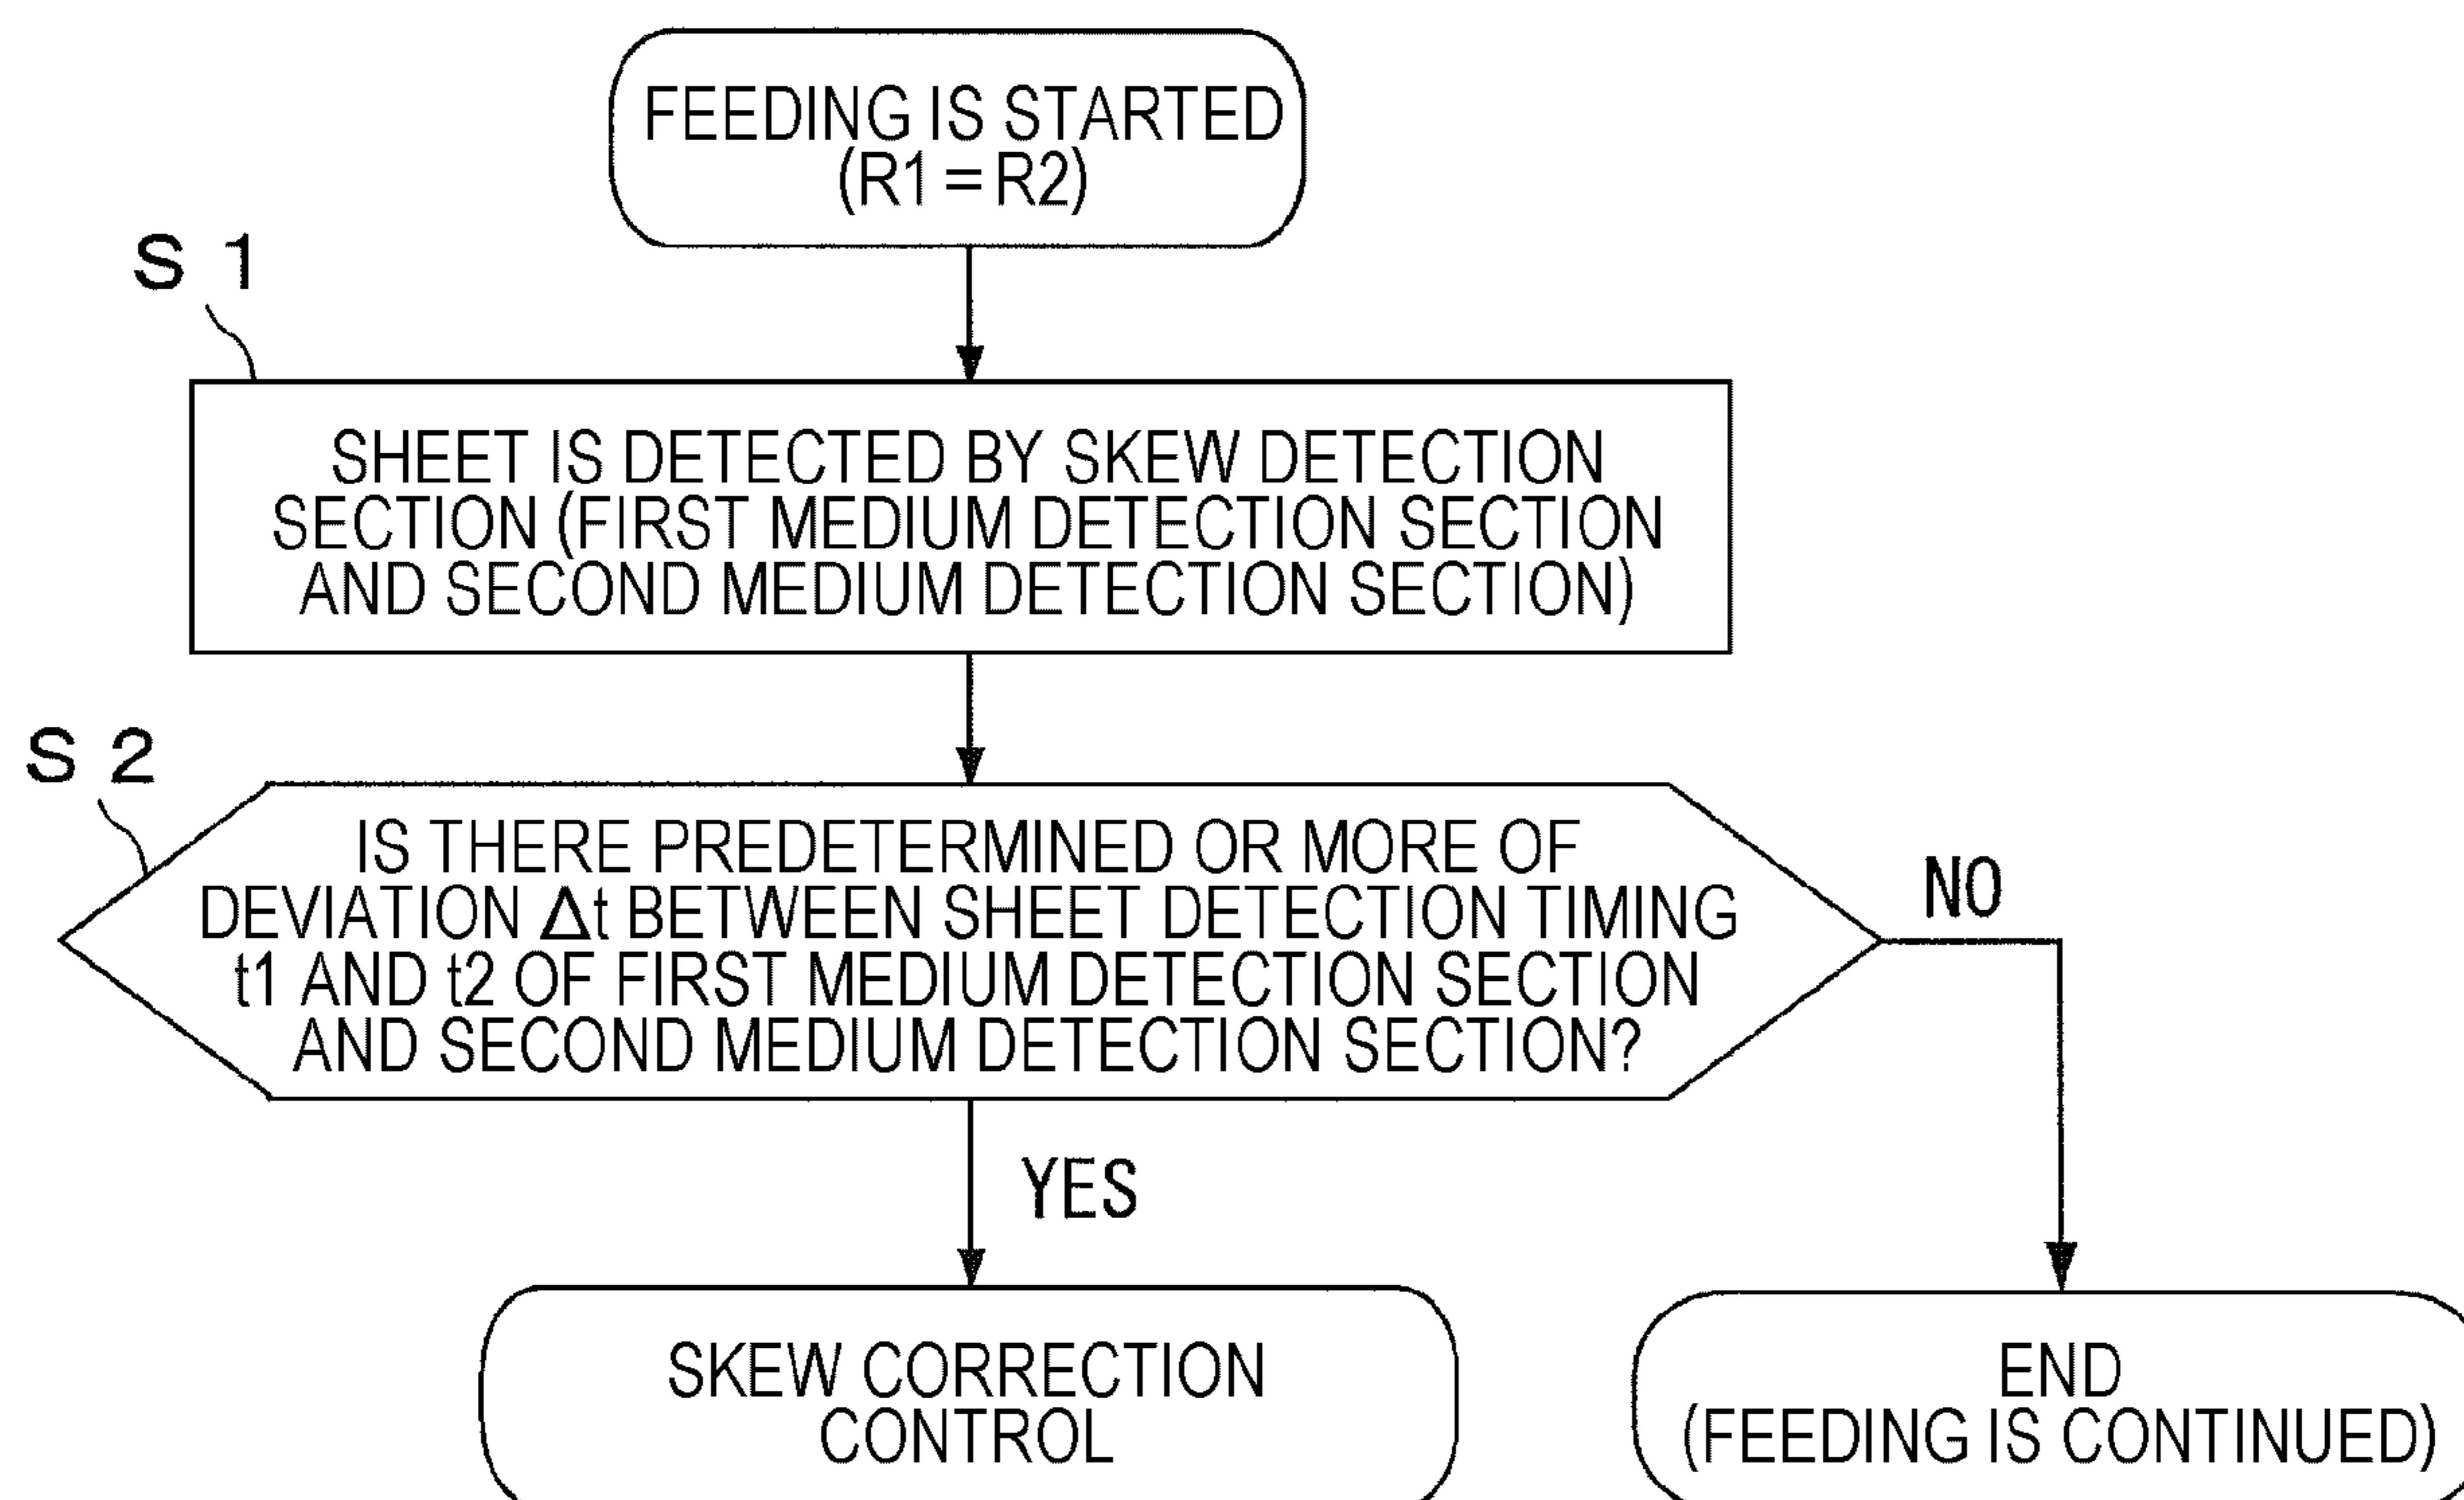 FEEDING IS STARTED
(R1=R2)
S 1
SHEET IS DETECTED BY SKEW DETECTION
SECTION (FIRST MEDIUM DETECTION SECTION
AND SECOND MEDIUM DETECTION SECTION)
S 2
IS THERE PREDETERMINED OR MORE OF
DEVIATION Δt BETWEEN SHEET DETECTION TIMING
t1 AND t2 OF FIRST MEDIUM DETECTION SECTION
AND SECOND MEDIUM DETECTION SECTION?
NO
YES
SKEW CORRECTION
CONTROL
END
(FEEDING IS CONTINUED)